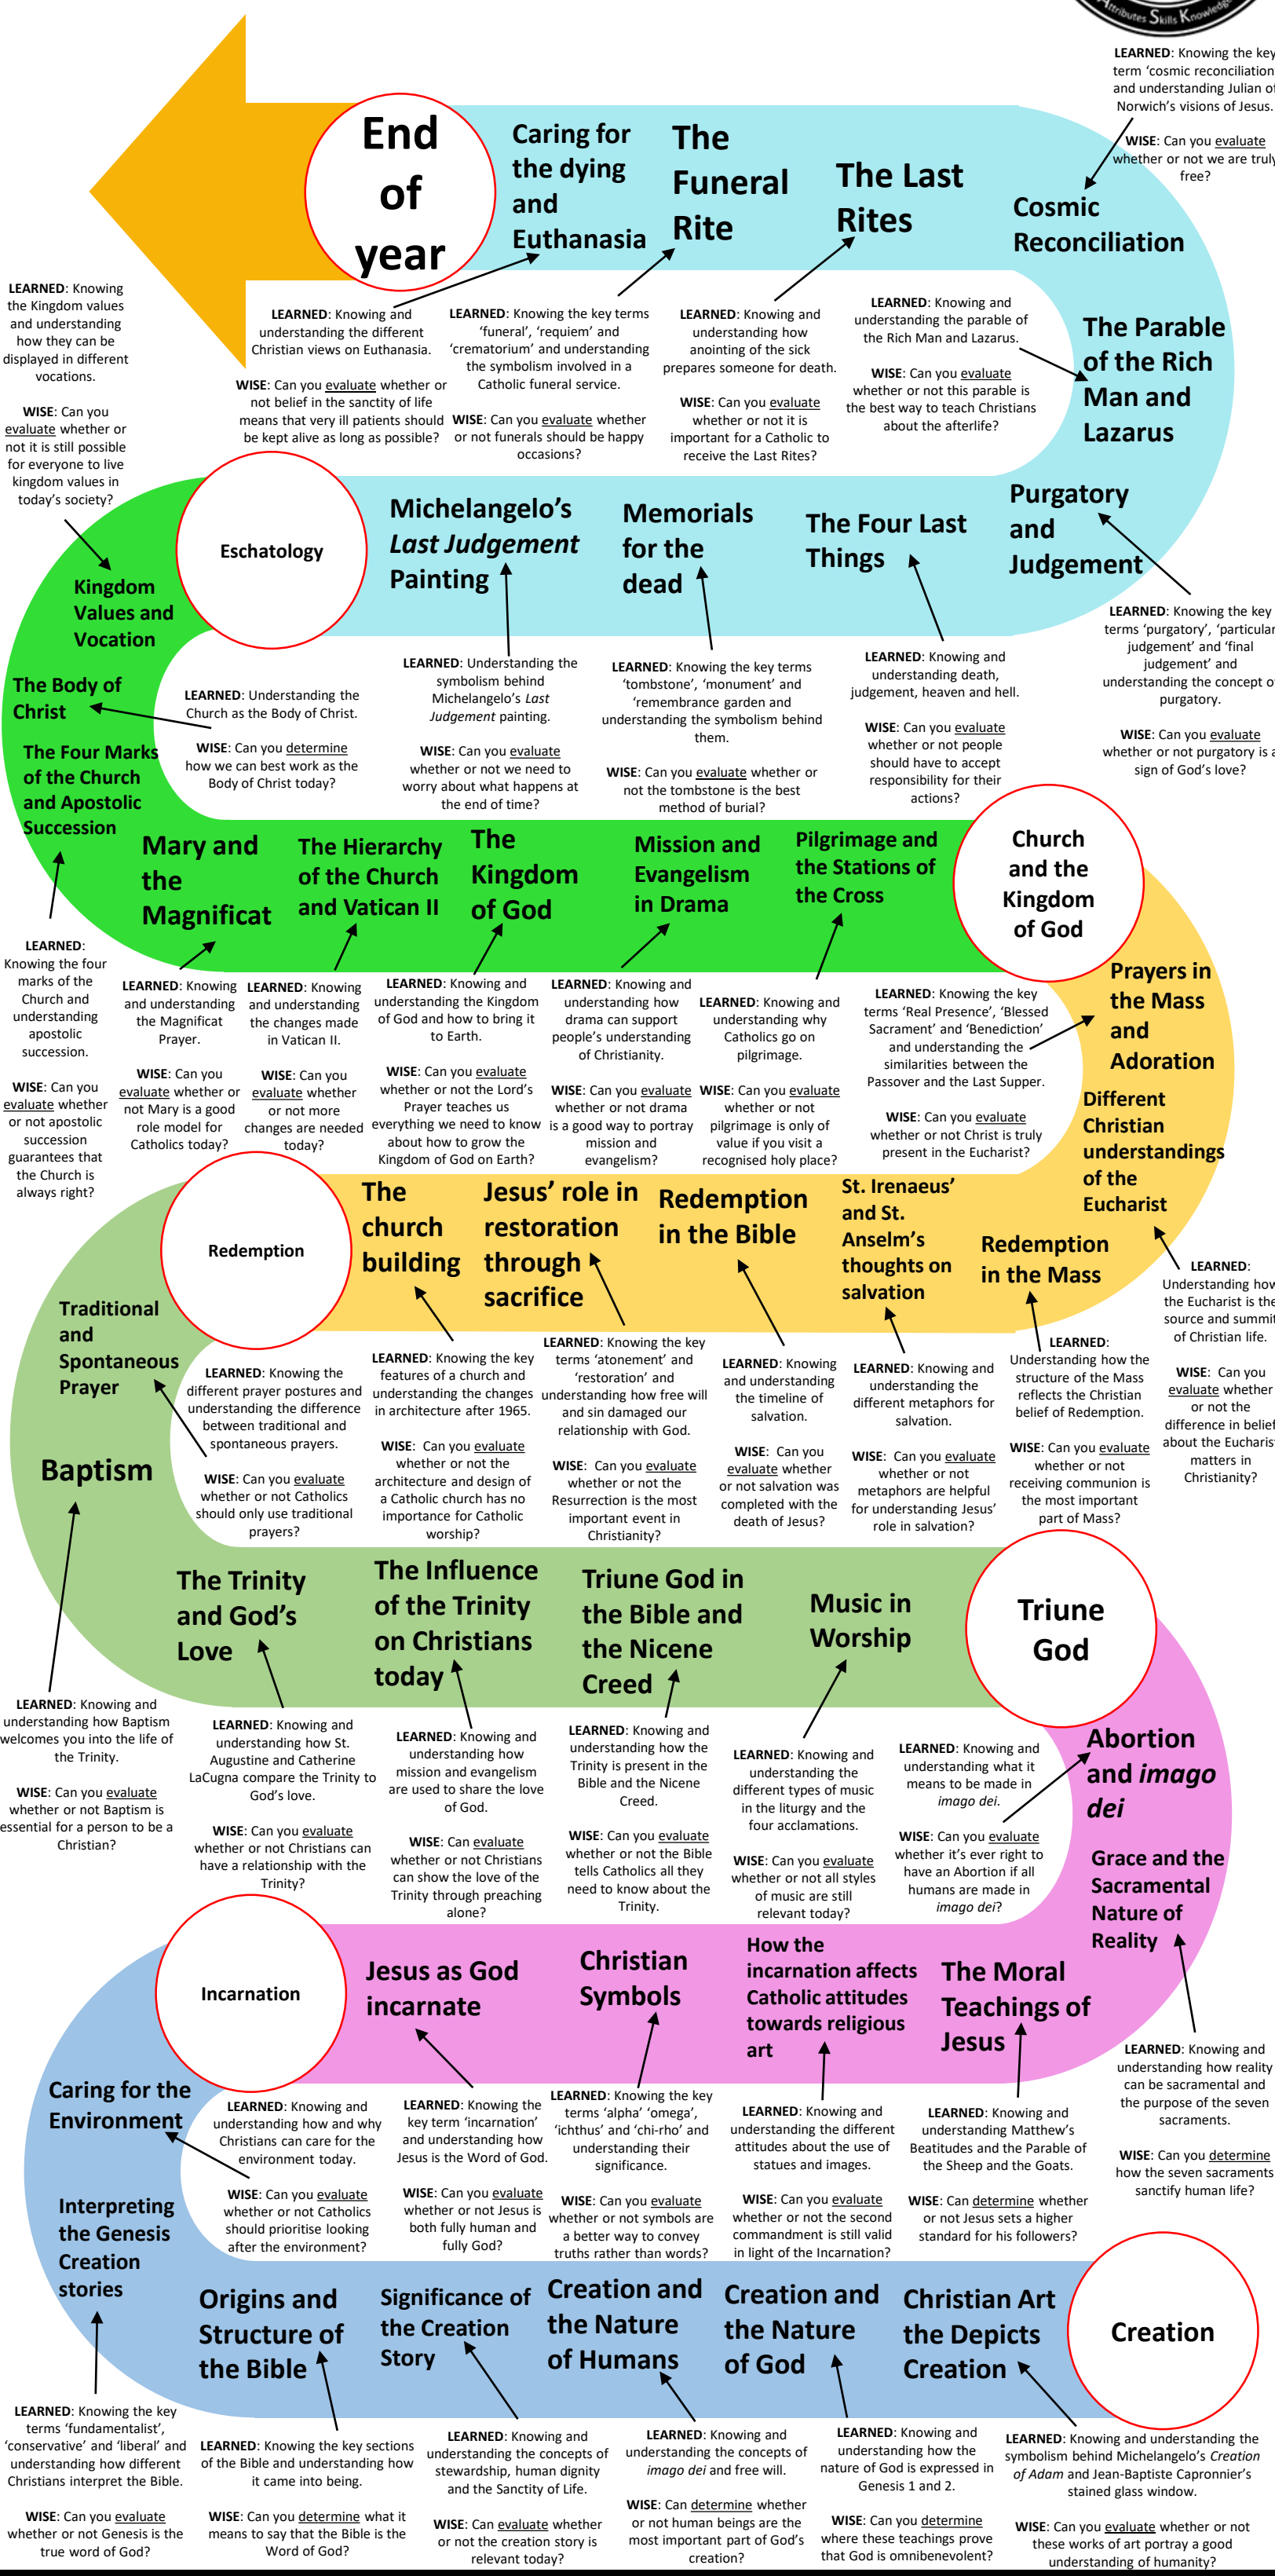 Attributes Skills Knowledge
LEARNED: Knowing the key
term ‘cosmic reconciliation
and understanding Julian of
Norwich’s visions of Jesus.
WISE: Can you evaluate
whether or not we are truly
free?
End
of
year
Caring for
the dying
and
Euthanasia
The
Funeral
Rite
The Last
Rites
Cosmic
Reconciliation
LEARNED: Knowing
the Kingdom values
and understanding
how they can be
displayed in different
vocations.
WISE: Can you
evaluate whether or
not it is still possible
for everyone to live
kingdom values in
today’s society?
LEARNED: Knowing and
understanding the different
Christian views on Euthanasia.
WISE: Can you evaluate whether or
not belief in the sanctity of life
means that very ill patients should
be kept alive as long as possible?
LEARNED: Knowing the key terms
‘funeral’, ‘requiem’ and
‘crematorium’ and understanding
the symbolism involved in a
Catholic funeral service.
WISE: Can you evaluate whether
or not funerals should be happy
occasions?
LEARNED: Knowing and
understanding how
anointing of the sick
prepares someone for death.
WISE: Can you evaluate
whether or not it is
important for a Catholic to
receive the Last Rites?
LEARNED: Knowing and
understanding the parable of
the Rich Man and Lazarus.
WISE: Can you evaluate
whether or not this parable is
the best way to teach Christians
about the afterlife?
The Parable
of the Rich
Man and
Lazarus
Eschatology
Michelangelo’s
Last Judgement
Painting
Memorials
for the
dead
The Four Last
Things
Purgatory
and
Judgement
Kingdom
Values and
Vocation
The Body of
Christ
The Four Marks
of the Church
and Apostolic
Succession
LEARNED: Understanding the
Church as the Body of Christ.
WISE: Can you determine
how we can best work as the
Body of Christ today?
LEARNED: Understanding the
symbolism behind
Michelangelo’s Last
Judgement painting.
WISE: Can you evaluate
whether or not we need to
worry about what happens at
the end of time?
LEARNED: Knowing the key terms
‘tombstone’, ‘monument’ and
‘remembrance garden and
understanding the symbolism behind
them.
WISE: Can you evaluate whether or
not the tombstone is the best
method of burial?
LEARNED: Knowing and
understanding death,
judgement, heaven and hell.
WISE: Can you evaluate
whether or not people
should have to accept
responsibility for their
actions?
LEARNED: Knowing the key
terms ‘purgatory’, ‘particular
judgement’ and ‘final
judgement’ and
understanding the concept of
purgatory.
WISE: Can you evaluate
whether or not purgatory is a
sign of God’s love?
Mary and
the
Magnificat
The Hierarchy
of the Church
and Vatican II
The
Kingdom
of God
Mission and
Evangelism
in Drama
Pilgrimage and
the Stations of
the Cross
Church
and the
Kingdom
of God
LEARNED:
Knowing the four
marks of the
Church and
understanding
apostolic
succession.
WISE: Can you
evaluate whether
or not apostolic
succession
guarantees that
the Church is
always right?
LEARNED: Knowing
and understanding
the Magnificat
Prayer.
WISE: Can you
evaluate whether or
not Mary is a good
role model for
Catholics today?
LEARNED: Knowing
and understanding
the changes made
in Vatican II.
WISE: Can you
evaluate whether
or not more
changes are needed
today?
LEARNED: Knowing and
understanding the Kingdom
of God and how to bring it
to Earth.
WISE: Can you evaluate
whether or not the Lord’s
Prayer teaches us
everything we need to know
about how to grow the
Kingdom of God on Earth?
LEARNED: Knowing and
understanding how
drama can support
people’s understanding
of Christianity.
WISE: Can you evaluate
whether or not drama
is a good way to portray
mission and
evangelism?
LEARNED: Knowing and
understanding why
Catholics go on
pilgrimage.
WISE: Can you evaluate
whether or not
pilgrimage is only of
value if you visit a
recognised holy place?
LEARNED: Knowing the key
terms ‘Real Presence’, ‘Blessed
Sacrament’ and ‘Benediction’
and understanding the
similarities between the
Passover and the Last Supper.
WISE: Can you evaluate
whether or not Christ is truly
present in the Eucharist?
Prayers in
the Mass
and
Adoration
Different
Christian
understandings
of the
Eucharist
Redemption
The
church
building
Jesus’ role in
restoration
through
sacrifice
Redemption
in the Bible
St. Irenaeus’
and St.
Anselm’s
thoughts on
salvation
Redemption
in the Mass
LEARNED:
Understanding how
the Eucharist is the
source and summit
of Christian life.
WISE: Can you
evaluate whether
or not the
difference in belief
about the Eucharist
matters in
Christianity?
Traditional
and
Spontaneous
Prayer
Baptism
LEARNED: Knowing the
different prayer postures and
understanding the difference
between traditional and
spontaneous prayers.
WISE: Can you evaluate
whether or not Catholics
should only use traditional
prayers?
LEARNED: Knowing the key
features of a church and
understanding the changes
in architecture after 1965.
WISE: Can you evaluate
whether or not the
architecture and design of
a Catholic church has no
importance for Catholic
worship?
LEARNED: Knowing the key
terms ‘atonement’ and
‘restoration’ and
understanding how free will
and sin damaged our
relationship with God.
WISE: Can you evaluate
whether or not the
Resurrection is the most
important event in
Christianity?
LEARNED: Knowing
and understanding
the timeline of
salvation.
WISE: Can you
evaluate whether
or not salvation was
completed with the
death of Jesus?
LEARNED: Knowing and
understanding the
different metaphors for
salvation.
WISE: Can you evaluate
whether or not
metaphors are helpful
for understanding Jesus’
role in salvation?
LEARNED:
Understanding how the
structure of the Mass
reflects the Christian
belief of Redemption.
WISE: Can you evaluate
whether or not
receiving communion is
the most important
part of Mass?
The Trinity
and God’s
Love
The Influence
of the Trinity
on Christians
today
Triune God in
the Bible and
the Nicene
Creed
Music in
Worship
Triune
God
LEARNED: Knowing and
understanding how Baptism
welcomes you into the life of
the Trinity.
WISE: Can you evaluate
whether or not Baptism is
essential for a person to be a
Christian?
LEARNED: Knowing and
understanding how St.
Augustine and Catherine
LaCugna compare the Trinity to
God’s love.
WISE: Can you evaluate
whether or not Christians can
have a relationship with the
Trinity?
LEARNED: Knowing and
understanding how
mission and evangelism
are used to share the love
of God.
WISE: Can evaluate
whether or not Christians
can show the love of the
Trinity through preaching
alone?
LEARNED: Knowing and
understanding how the
Trinity is present in the
Bible and the Nicene
Creed.
WISE: Can you evaluate
whether or not the Bible
tells Catholics all they
need to know about the
Trinity.
LEARNED: Knowing and
understanding the
different types of music
in the liturgy and the
four acclamations.
WISE: Can you evaluate
whether or not all styles
of music are still
relevant today?
LEARNED: Knowing and
understanding what it
means to be made in
imago dei.
WISE: Can you evaluate
whether it’s ever right to
have an Abortion if all
humans are made in
imago dei?
Abortion
and imago
dei
Grace and the
Sacramental
Nature of
Reality
Incarnation
Jesus as God
incarnate
Christian
Symbols
How the
incarnation affects
Catholic attitudes
towards religious
art
The Moral
Teachings of
Jesus
LEARNED: Knowing and
understanding how reality
can be sacramental and
the purpose of the seven
sacraments.
WISE: Can you determine
how the seven sacraments
sanctify human life?
Caring for the
Environment
Interpreting
the Genesis
Creation
stories
LEARNED: Knowing and
understanding how and why
Christians can care for the
environment today.
WISE: Can you evaluate
whether or not Catholics
should prioritise looking
after the environment?
LEARNED: Knowing the
key term ‘incarnation’
and understanding how
Jesus is the Word of God.
WISE: Can you evaluate
whether or not Jesus is
both fully human and
fully God?
LEARNED: Knowing the key
terms ‘alpha’ ‘omega’,
‘icthus’ and ‘chi-rho’ and
understanding their
significance.
WISE: Can you evaluate
whether or not symbols are
a better way to convey
truths rather than words?
LEARNED: Knowing and
understanding the different
attitudes about the use of
statues and images.
WISE: Can you evaluate
whether or not the second
commandment is still valid
in light of the Incarnation?
LEARNED: Knowing and
understanding Matthew’s
Beatitudes and the Parable of
the Sheep and the Goats.
WISE: Can determine whether
or not Jesus sets a higher
standard for his followers?
Origins and
Structure of
the Bible
Significance of
the Creation
Story
Creation and
the Nature
of Humans
Creation and
the Nature
of God
Christian Art
the Depicts
Creation
Creation
LEARNED: Knowing the key
terms ‘fundamentalist’,
‘conservative’ and ‘liberal’ and
understanding how different
Christians interpret the Bible.
WISE: Can you evaluate
whether or not Genesis is the
true word of God?
LEARNED: Knowing the key sections
of the Bible and understanding how
it came into being.
WISE: Can you determine what it
means to say that the Bible is the
Word of God?
LEARNED: Knowing and
understanding the concepts of
stewardship, human dignity
and the Sanctity of Life.
WISE: Can evaluate whether
or not the creation story is
relevant today?
LEARNED: Knowing and
understanding the concepts of
imago dei and free will.
WISE: Can determine whether
or not human beings are the
most important part of God’s
creation?
LEARNED: Knowing and
understanding how the
nature of God is expressed in
Genesis 1 and 2.
WISE: Can you determine
where these teachings prove
that God is omnibenevolent?
LEARNED: Knowing and understanding the
symbolism behind Michelangelo’s Creation
of Adam and Jean-Baptiste Capronnier’s
stained glass window.
WISE: Can you evaluate whether or not
these works of art portray a good
understanding of humanity?